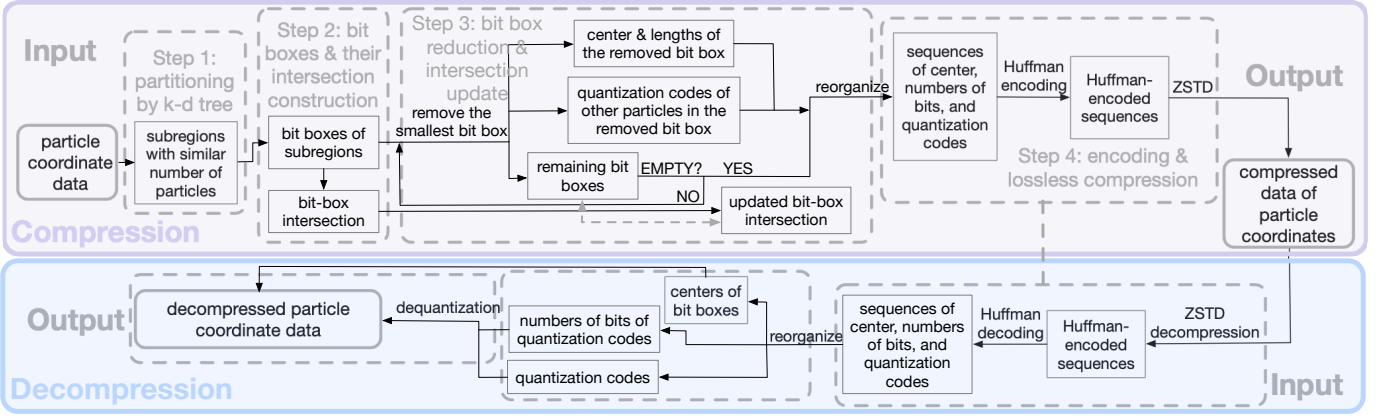 Input
Step 1:
partitioning
by k-d tree
particle
coordinate
data
subregions
with similar
number of
particles
Step 2: bit
boxes & their
intersection
construction
bit boxes of
subregions
bit-box
intersection
Step 3: bit box
reduction &
intersection
update
remove the
smallest bit box
center & lengths of
the removed bit box
quantization codes of
other particles in the
removed bit box
remaining bit
boxes
EMPTY?
YES
NO
updated bit-box
intersection
reorganize
sequences
of center,
numbers of
bits, and
quantization
codes
Huffman
encoding
Huffman-
encoded
sequences
ZSTD
Step 4: encoding &
lossless compression
Output
compressed
data of
particle
coordinates
Compression
Output
decompressed particle
coordinate data
dequantization
centers of
bit boxes
numbers of bits of
quantization codes
quantization codes
reorganize
sequences of
center, numbers
of bits, and
quantization
codes
Huffman
decoding
Huffman-
encoded
sequences
ZSTD
decompression
Input
Decompression